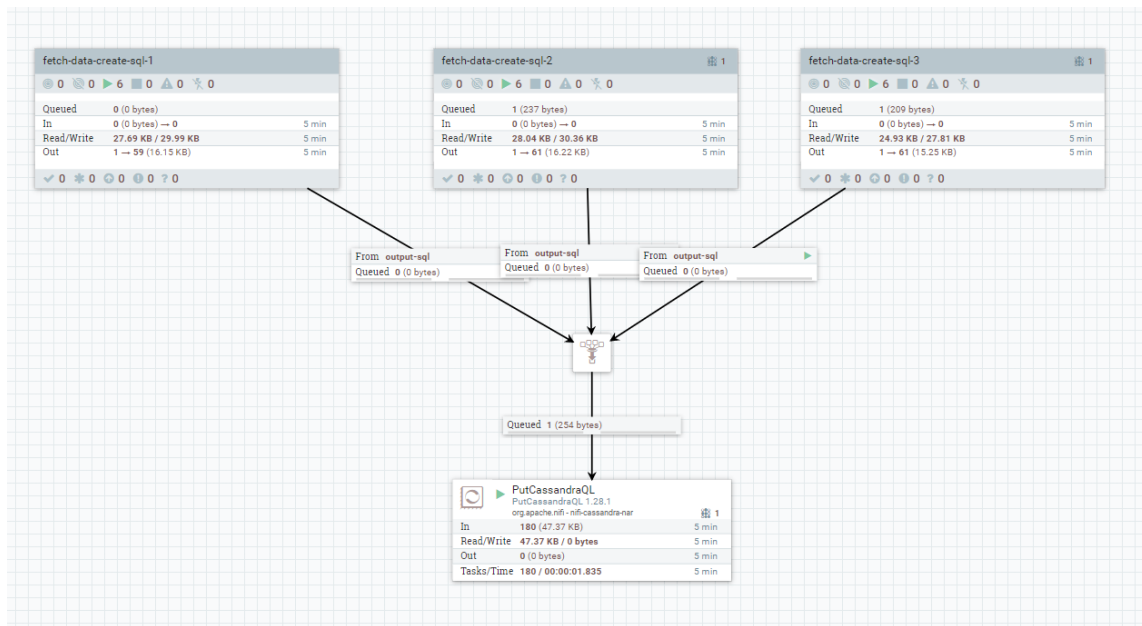 fetch-data-create-sql-1
0 0 6 0 0 0
Queued 0 (0 bytes)
In 0 (0 bytes) → 0 5 min
Read/Write 27.69 KB / 29.99 KB 5 min
Out 1 → 59 (16.15 KB) 5 min
0 0 0 0 ? 0
fetch-data-create-sql-2 1
0 0 6 0 0 0
Queued 1 (237 bytes)
In 0 (0 bytes) → 0 5 min
Read/Write 28.04 KB / 30.36 KB 5 min
Out 1 → 61 (16.22 KB) 5 min
0 0 0 0 ? 0
fetch-data-create-sql-3 1
0 0 6 0 0 0
Queued 1 (209 bytes)
In 0 (0 bytes) → 0 5 min
Read/Write 24.93 KB / 27.81 KB 5 min
Out 1 → 61 (15.25 KB) 5 min
0 0 0 0 ? 0
From output-sql
Queued 0 (0 bytes)
From output-sql
Queued 0 (0 bytes)
From output-sql
Queued 0 (0 bytes)
Queued 1 (254 bytes)
PutCassandraQL
PutCassandraQL 1.28.1
org.apache.nifi - nifi-cassandra-nar 1
In 180 (47.37 KB) 5 min
Read/Write 47.37 KB / 0 bytes 5 min
Out 0 (0 bytes) 5 min
Tasks/Time 180 / 00:00:01.835 5 min